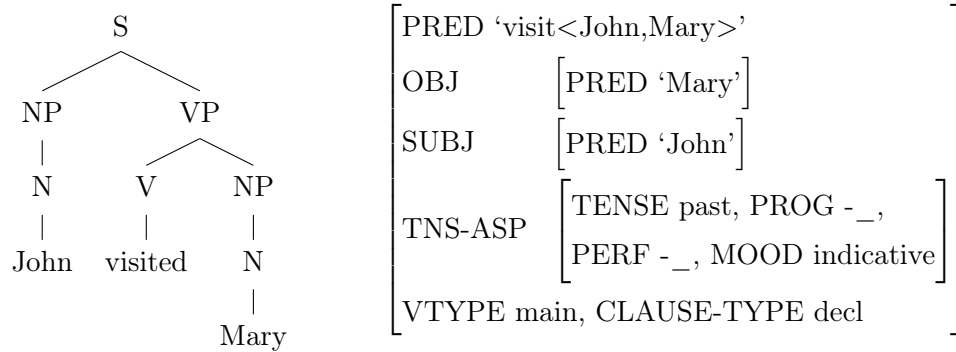 S
NP VP
N V NP
John visited N
Mary
PRED ‘visit<John,Mary>’
OBJ [PRED ‘Mary’]
SUBJ [PRED ‘John’]
TNS-ASP [TENSE past, PROG -_,
PERF -_, MOOD indicative]
VTYPE main, CLAUSE-TYPE decl